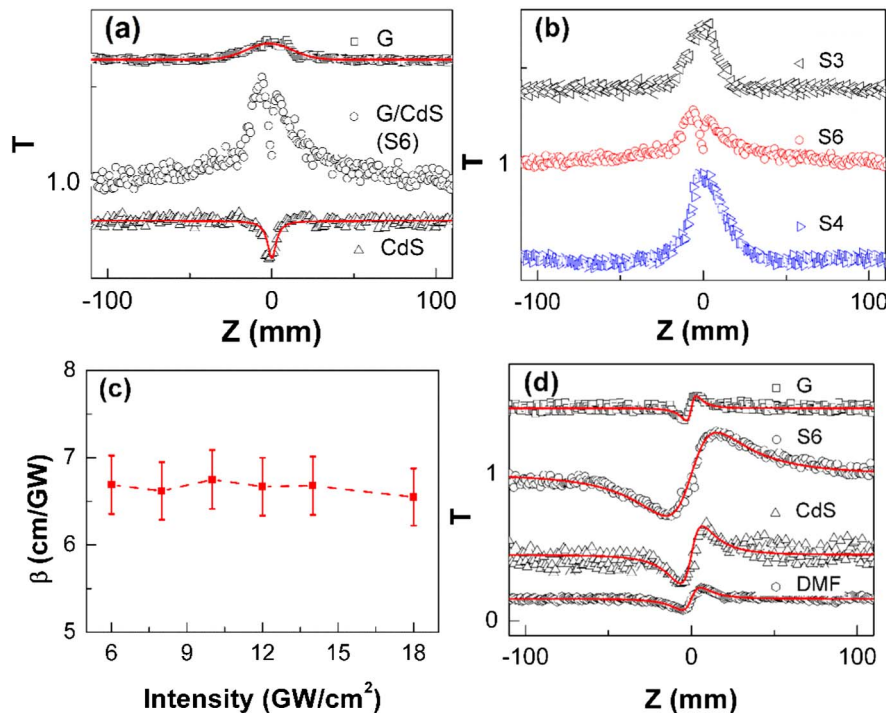 (a)
G
G/CdS
(S6)
CdS
T
1.0
-100
0
100
Z (mm)
(b)
S3
S6
S4
T
1
-100
0
100
Z (mm)
(c)
8
7
6
5
β (cm/GW)
6
9
12
15
18
Intensity (GW/cm²)
(d)
G
S6
CdS
DMF
T
1
0
-100
0
100
Z (mm)